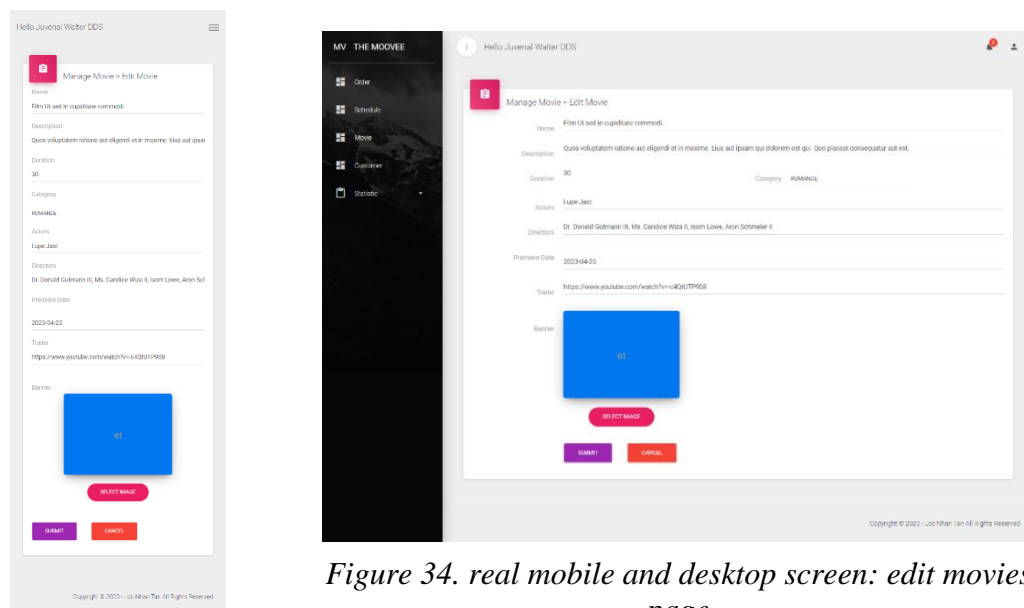 Hello Juvenal Walter DDS
Manage Movie > Edit Movie
Name
Film Ut sed in cupiditate commodi.
Description
Quos voluptatem ratione aut eligendi et in maxime. Eius aut ipsam
Duration
30
Category
ROMANCE
Actors
Lupe Jast
Directors
Dr. Donald Gutmann III, Ms. Candice Wiza II, Isom Lowe, Aron Sch
Premiere Date
2023-04-23
Trailer
https://www.youtube.com/watch?v=-c4QtUTP908
Banner
et
SELECT IMAGE
SUBMIT CANCEL
Copyright © 2023 - Loc Nhan Tan All Rights Reserved
MV THE MOOVEE
Order
Schedule
Movie
Customer
Statistic
Hello Juvenal Walter DDS
Manage Movie > Edit Movie
Name Film Ut sed in cupiditate commodi.
Description Quos voluptatem ratione aut eligendi et in maxime. Eius aut ipsam qui dolorem est qui. Quo placeat consequatur aut est.
Duration 30 Category ROMANCE
Actors Lupe Jast
Directors Dr. Donald Gutmann III, Ms. Candice Wiza II, Isom Lowe, Aron Schmeler II
Premiere Date 2023-04-23
Trailer https://www.youtube.com/watch?v=-c4QtUTP908
Banner
et
SELECT IMAGE
SUBMIT CANCEL
Copyright © 2023 - Loc Nhan Tan All Rights Reserved
Figure 34. real mobile and desktop screen: edit movies
page